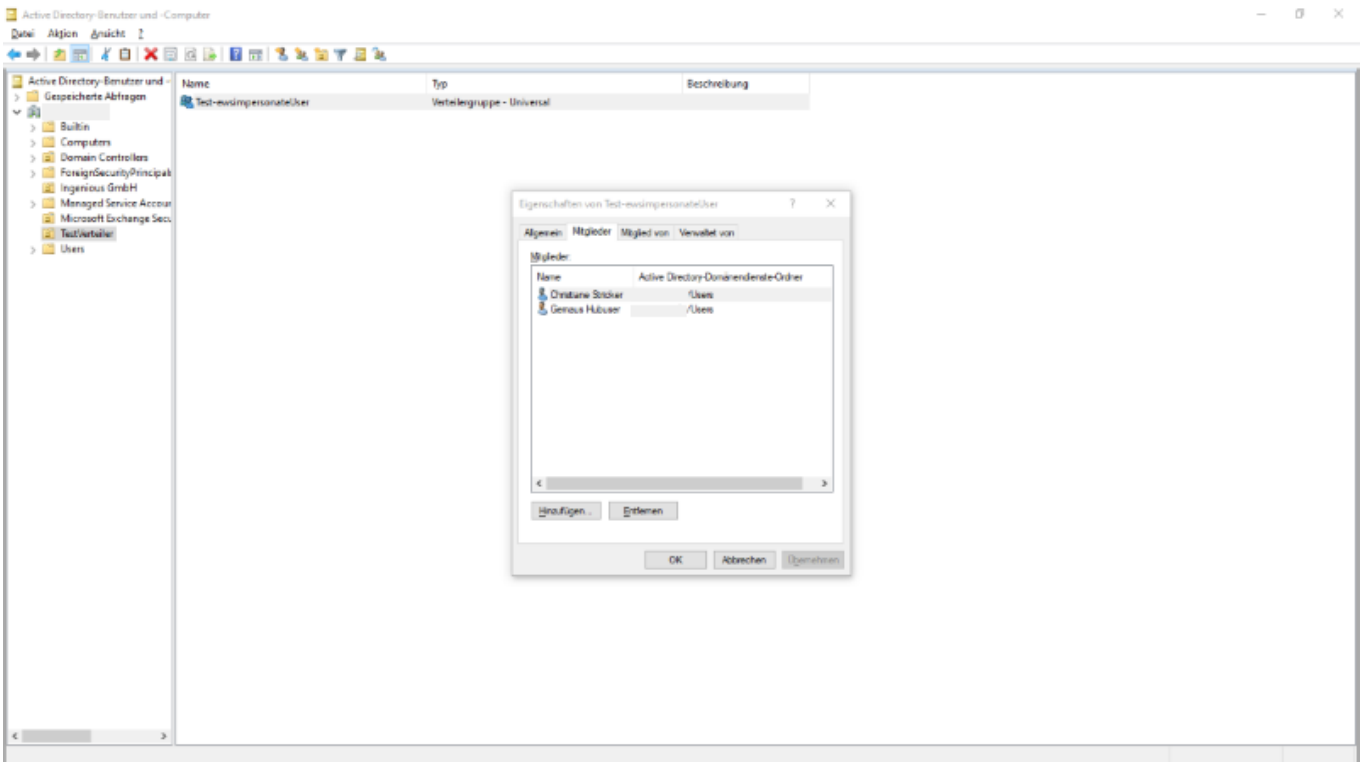 Active Directory-Benutzer und -Computer
Datei Aktion Ansicht ?
Active Directory-Benutzer und -
Gespeicherte Abfragen
Builtin
Computers
Domain Controllers
ForeignSecurityPrincipals
Ingenious GmbH
Managed Service Accour
Microsoft Exchange Secu
TestVerteiler
Users
Name Typ Beschreibung
Test-ewsimpersonateUser Verteilergruppe - Universal
Eigenschaften von Test-ewsimpersonateUser ?
Allgemein Mitglieder Mitglied von Verwaltet von
Mitglieder:
Name Active Directory-Domänendienste-Ordner
Christiane Stricker /Users
Gemaus Hubuser /Users
Hinzufügen... Entfernen
OK Abbrechen Übernehmen